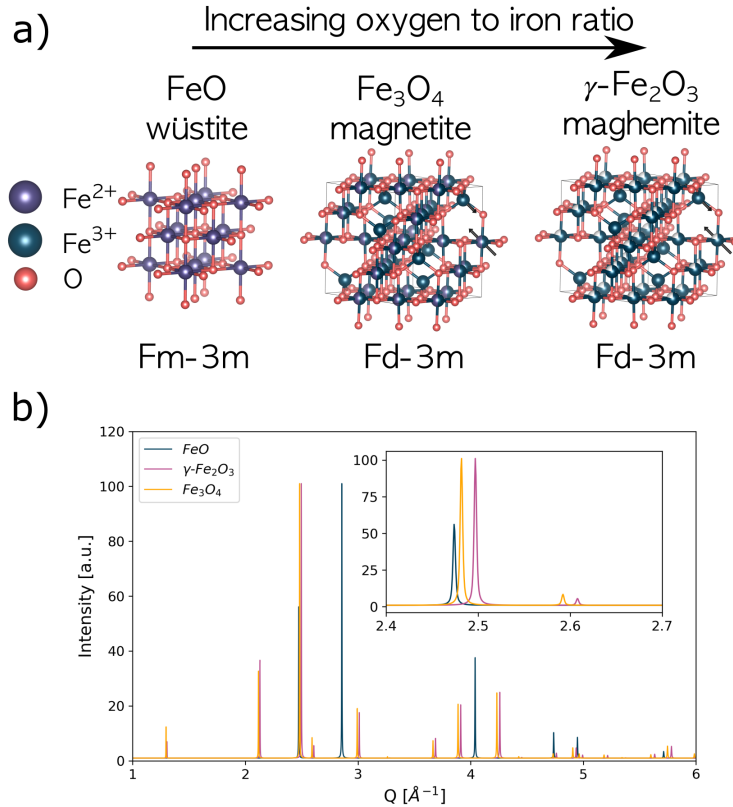 a)
Increasing oxygen to iron ratio
FeO
wüstite
Fe₃O₄
magnetite
γ-Fe₂O₃
maghemite
Fe²⁺
Fe³⁺
O
Fm-3m
Fd-3m
Fd-3m
b)
120
100
80
60
40
20
0
Intensity [a.u.]
FeO
γ-Fe₂O₃
Fe₃O₄
100
75
50
25
0
2.4 2.5 2.6 2.7
1 2 3 4 5 6
Q [Å⁻¹]